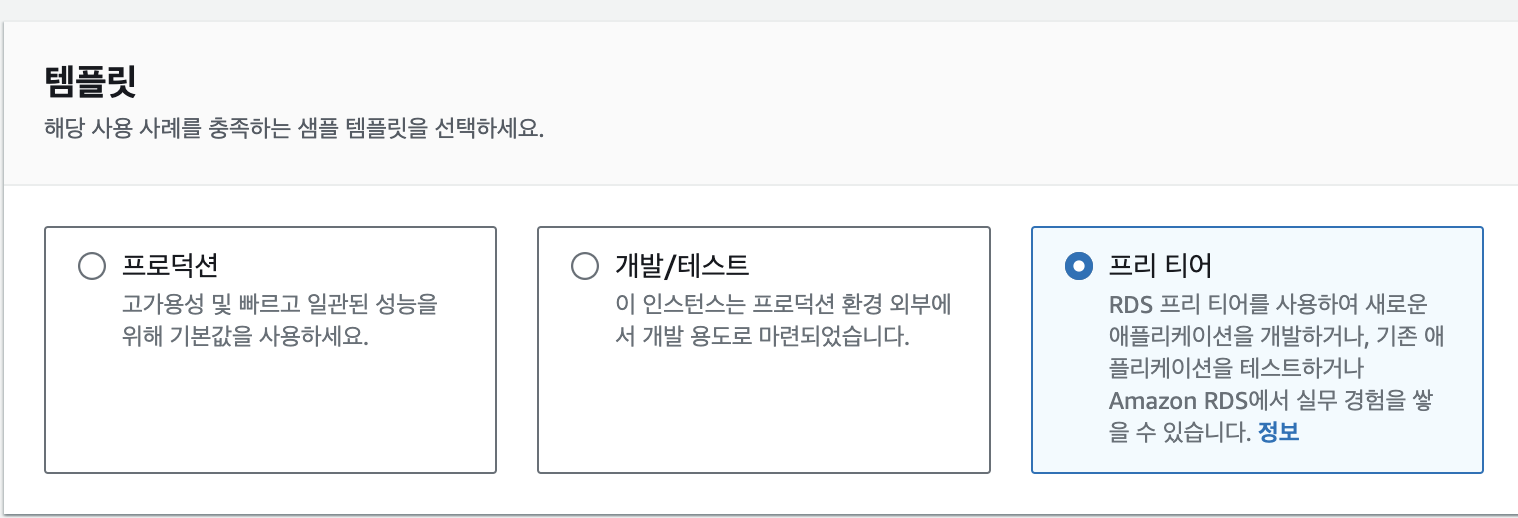 템플릿
해당 사용 사례를 충족하는 샘플 템플릿을 선택하세요.
프로덕션
고가용성 및 빠르고 일관된 성능을
위해 기본값을 사용하세요.
개발/테스트
이 인스턴스는 프로덕션 환경 외부에
서 개발 용도로 마련되었습니다.
프리 티어
RDS 프리 티어를 사용하여 새로운
애플리케이션을 개발하거나, 기존 애
플리케이션을 테스트하거나
Amazon RDS에서 실무 경험을 쌓
을 수 있습니다. 정보